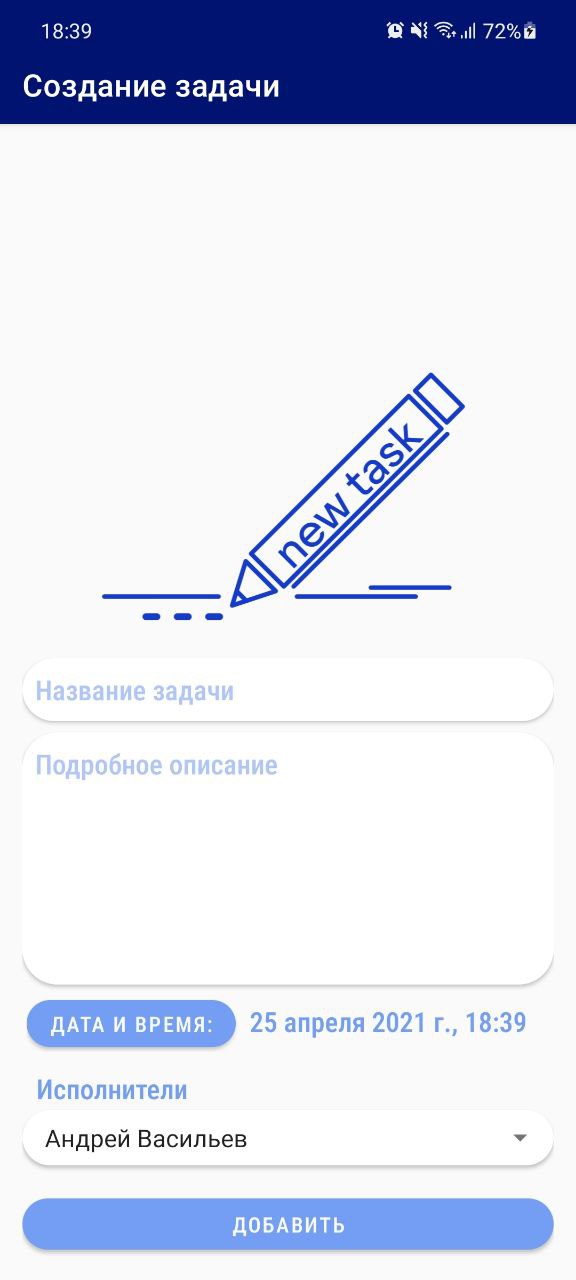 18:39 72%
Создание задачи
new task
Название задачи
Подробное описание
ДАТА И ВРЕМЯ: 25 апреля 2021 г., 18:39
Исполнители
Андрей Васильев
ДОБАВИТЬ